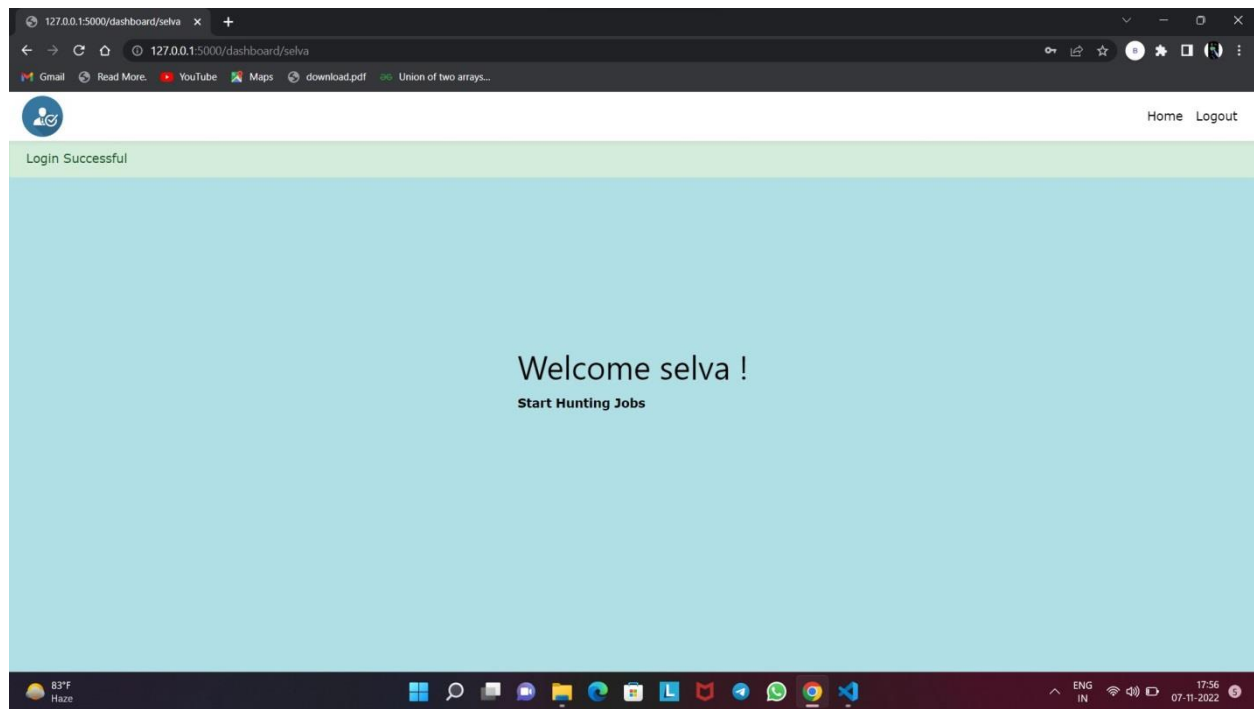 127.0.0.1:5000/dashboard/selva
127.0.0.1:5000/dashboard/selva
Gmail Read More. YouTube Maps download.pdf Union of two arrays...
Home Logout
Login Successful
Welcome selva !
Start Hunting Jobs
83°F
Haze
ENG
IN
17:56
07-11-2022
5